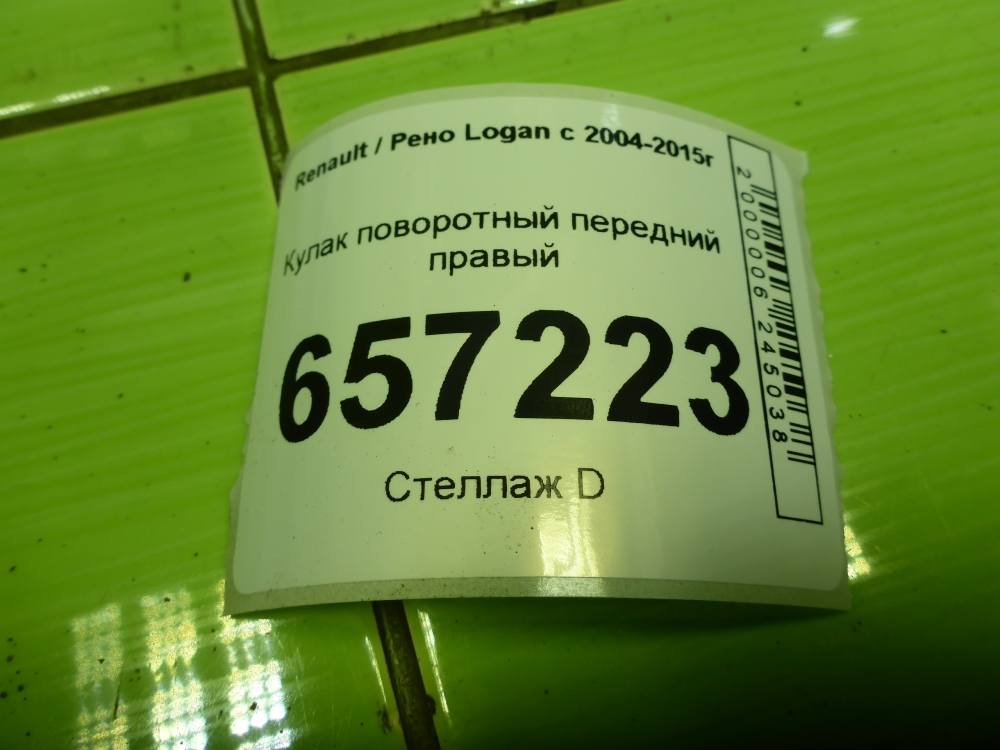 Renault / Рено Logan с 2004-2015г
Кулак поворотный передний
правый
657223
Стеллаж D
2000006245038